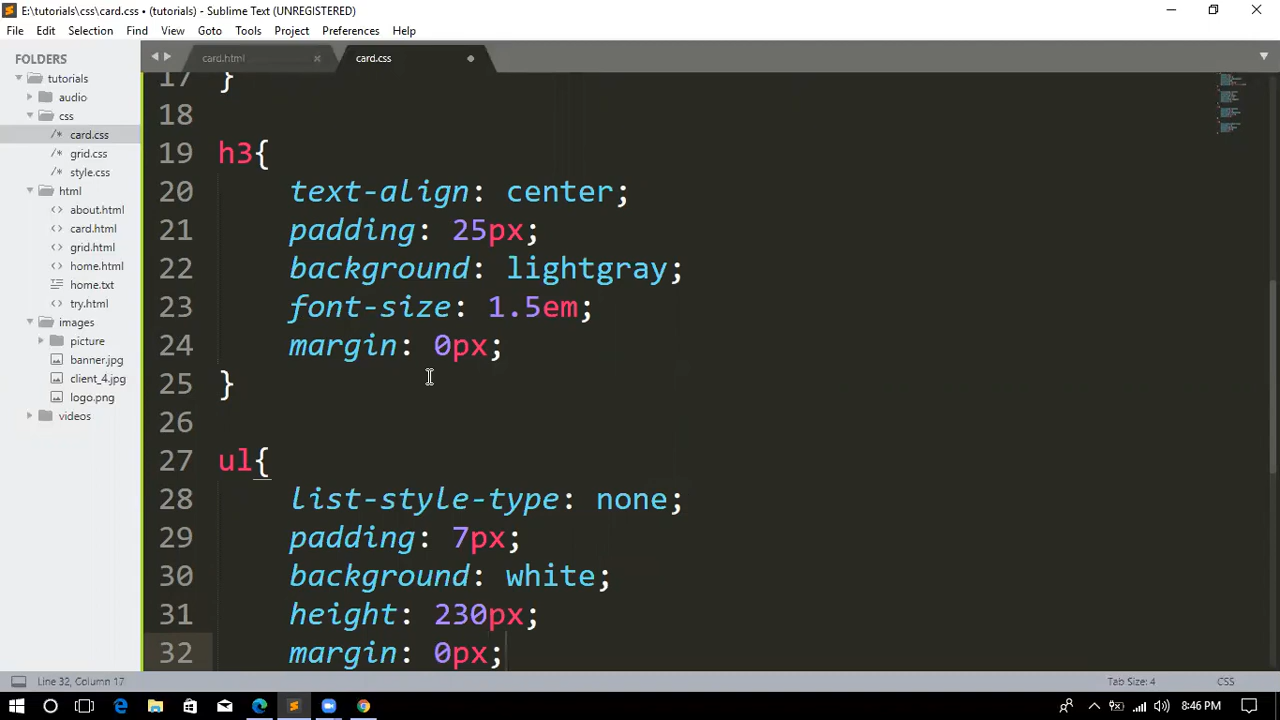 E:\tutorials\css\card.css • (tutorials) - Sublime Text (UNREGISTERED)
File Edit Selection Find View Goto Tools Project Preferences Help
FOLDERS
tutorials
audio
css
/* card.css
/* grid.css
/* style.css
html
<> about.html
<> card.html
<> grid.html
<> home.html
home.txt
<> try.html
images
picture
banner.jpg
client_4.jpg
logo.png
videos
card.html × card.css
17 }
18
19 h3{
20 text-align: center;
21 padding: 25px;
22 background: lightgray;
23 font-size: 1.5em;
24 margin: 0px;
25 }
26
27 ul{
28 list-style-type: none;
29 padding: 7px;
30 background: white;
31 height: 230px;
32 margin: 0px;
Line 32, Column 17 Tab Size: 4 CSS
8:46 PM